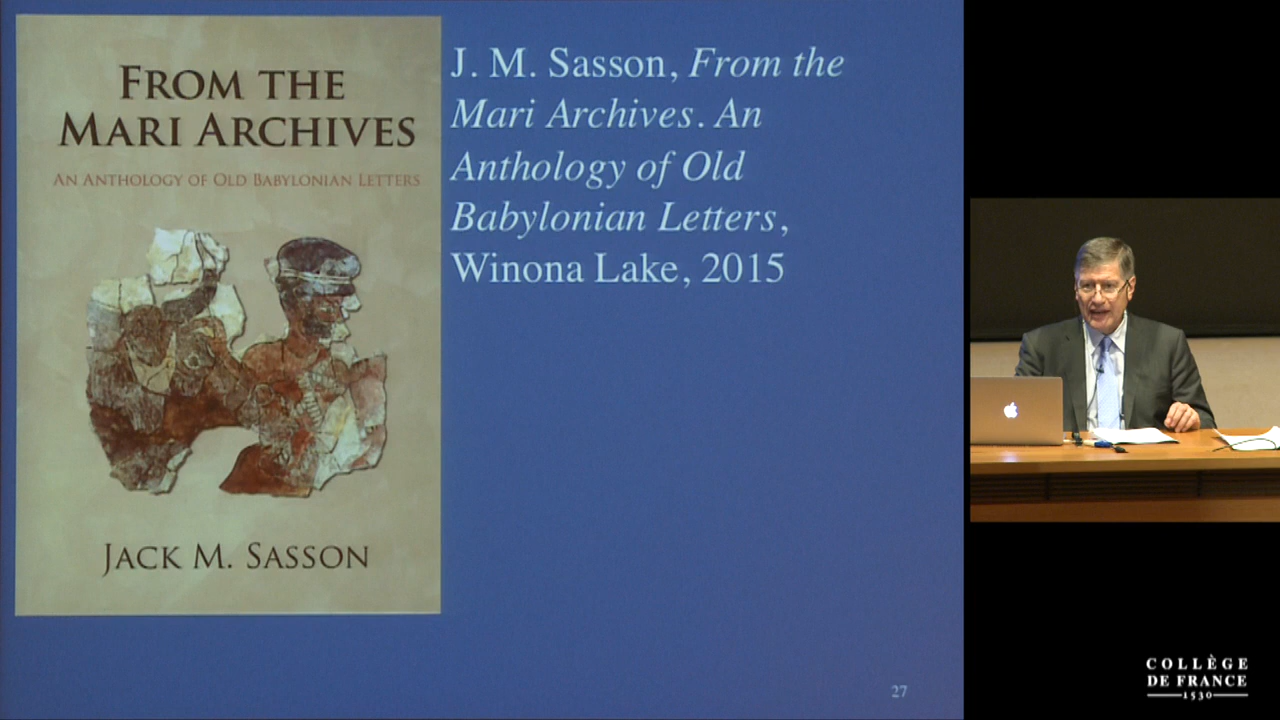 FROM THE
MARI ARCHIVES
AN ANTHOLOGY OF OLD BABYLONIAN LETTERS
JACK M. SASSON
J. M. Sasson, From the
Mari Archives. An
Anthology of Old
Babylonian Letters,
Winona Lake, 2015
27
COLLÈGE
DE FRANCE
1530